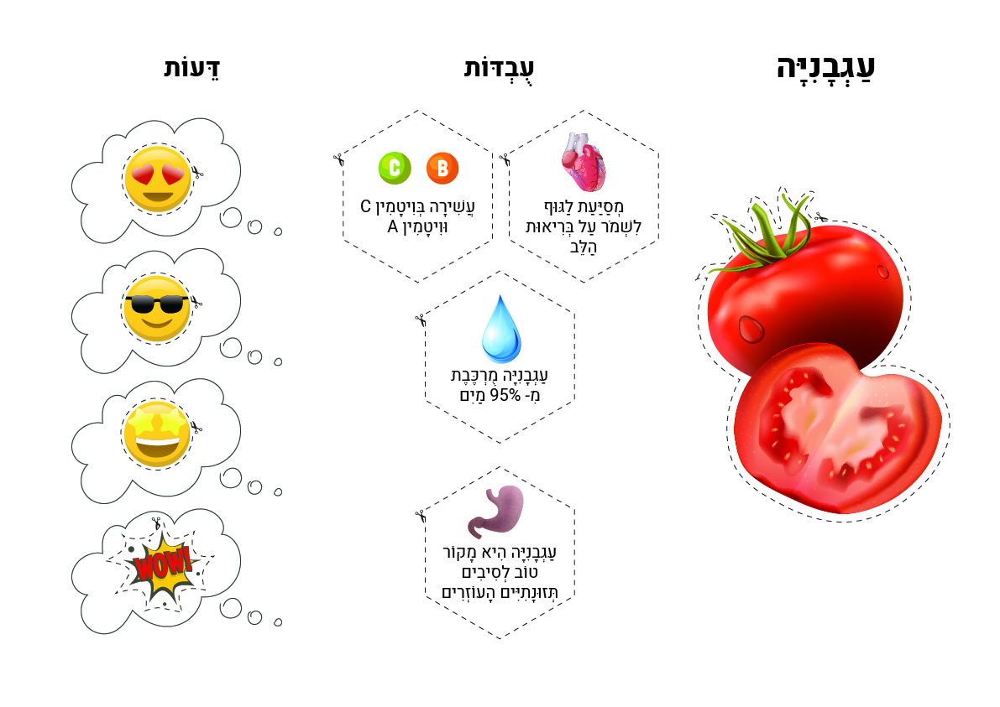 עַגְבָנִיָּה
עֻבְדּוֹת
דֵּעוֹת
מְסַיַּעַת לַגּוּף
לִשְׁמֹר עַל בְּרִיאוּת
הַלֵּב
C B
עֲשִׁירָה בְּוִיטָמִין C
וּוִיטָמִין A
עַגְבָנִיָּה מֻרְכֶּבֶת
מִ- 95% מַיִם
עַגְבָנִיָּה הִיא מָקוֹר
טוֹב לְסִיבִים
תְּזוּנָתִיִּים הָעוֹזְרִים
WOW!